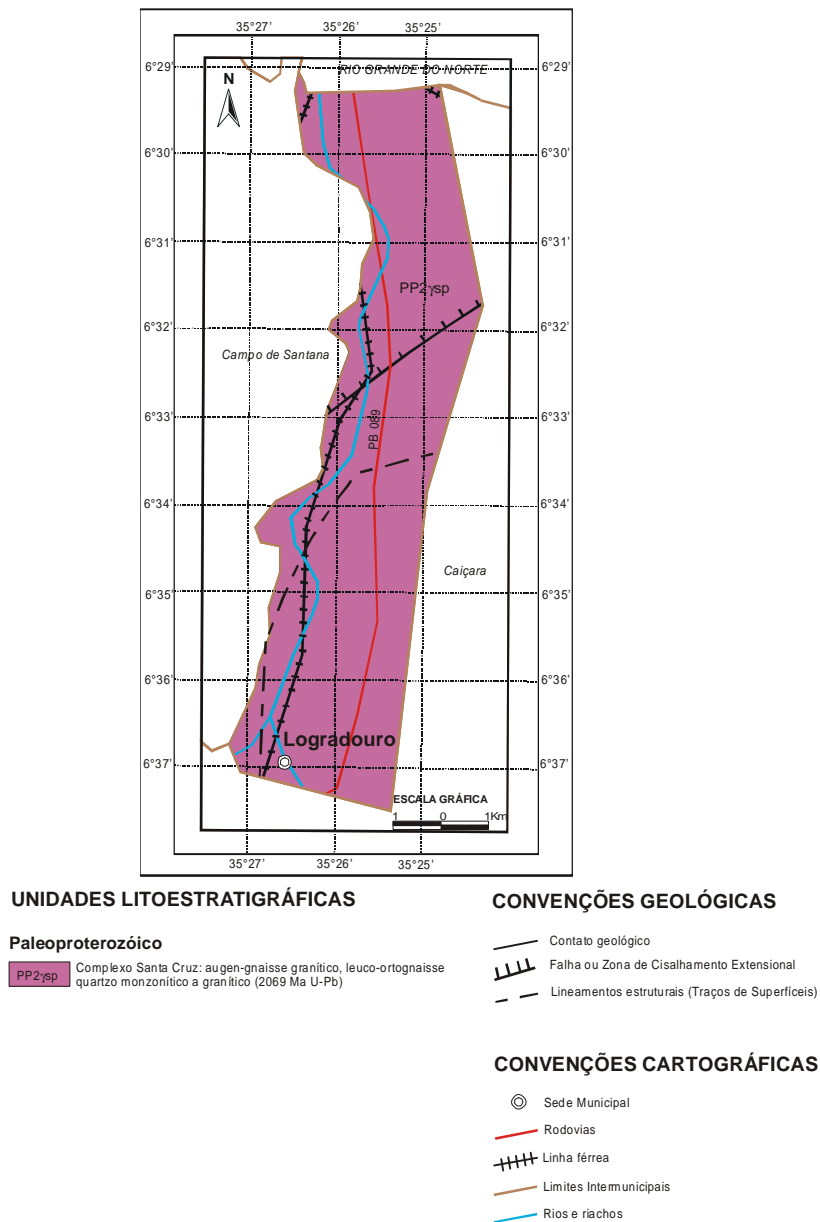 35°27' 35°26' 35°25'
6°29' 6°29'
RIO GRANDE DO NORTE
N
6°30' 6°30'
6°31' 6°31'
PP2γsp
6°32' 6°32'
Campo de Santana
6°33' 6°33'
PB 089
6°34' 6°34'
Caiçara
6°35' 6°35'
6°36' 6°36'
Logradouro
6°37' 6°37'
ESCALA GRÁFICA
1 0 1Km
35°27' 35°26' 35°25'
UNIDADES LITOESTRATIGRÁFICAS
Paleoproterozóico
PP2γsp
Complexo Santa Cruz: augen-gnaisse granítico, leuco-ortognaisse
quartzo monzonítico a granítico (2069 Ma U-Pb)
CONVENÇÕES GEOLÓGICAS
Contato geológico
Falha ou Zona de Cisalhamento Extensional
Lineamentos estruturais (Traços de Superfíceis)
CONVENÇÕES CARTOGRÁFICAS
Sede Municipal
Rodovias
Linha férrea
Limites Intermunicipais
Rios e riachos